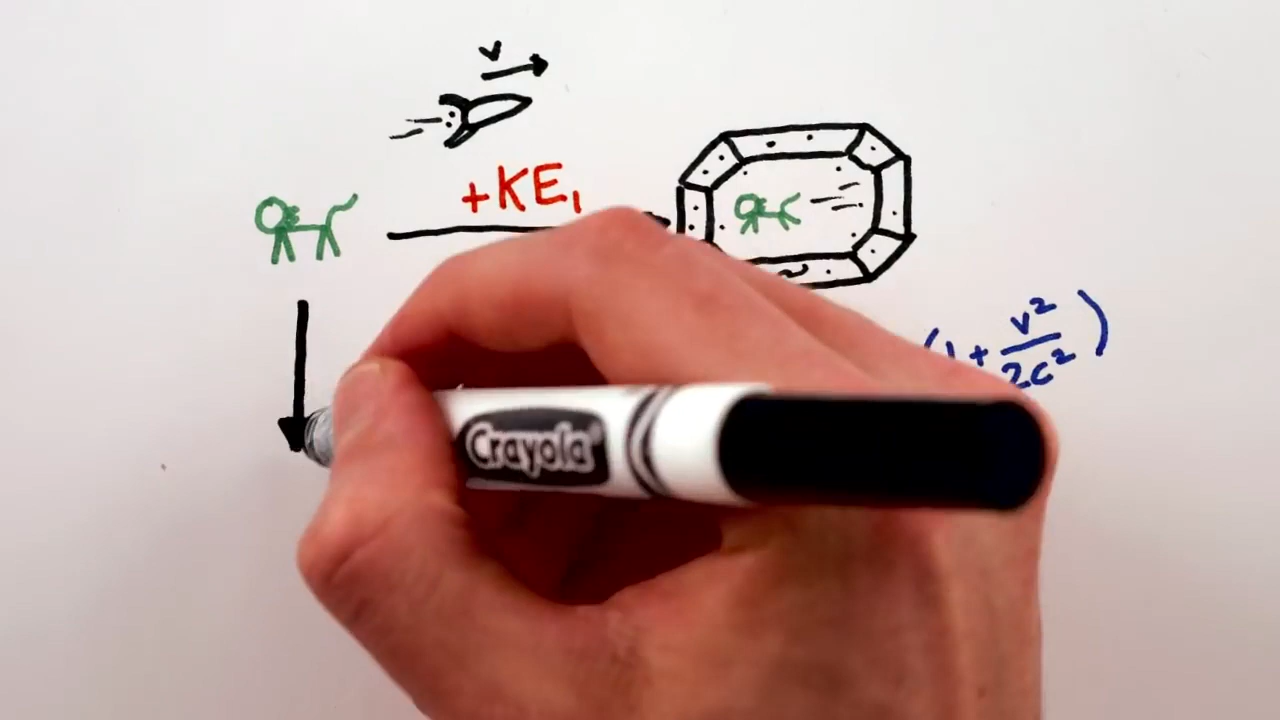 v
+KE₁
(1 + v²/2c²)
Crayola®